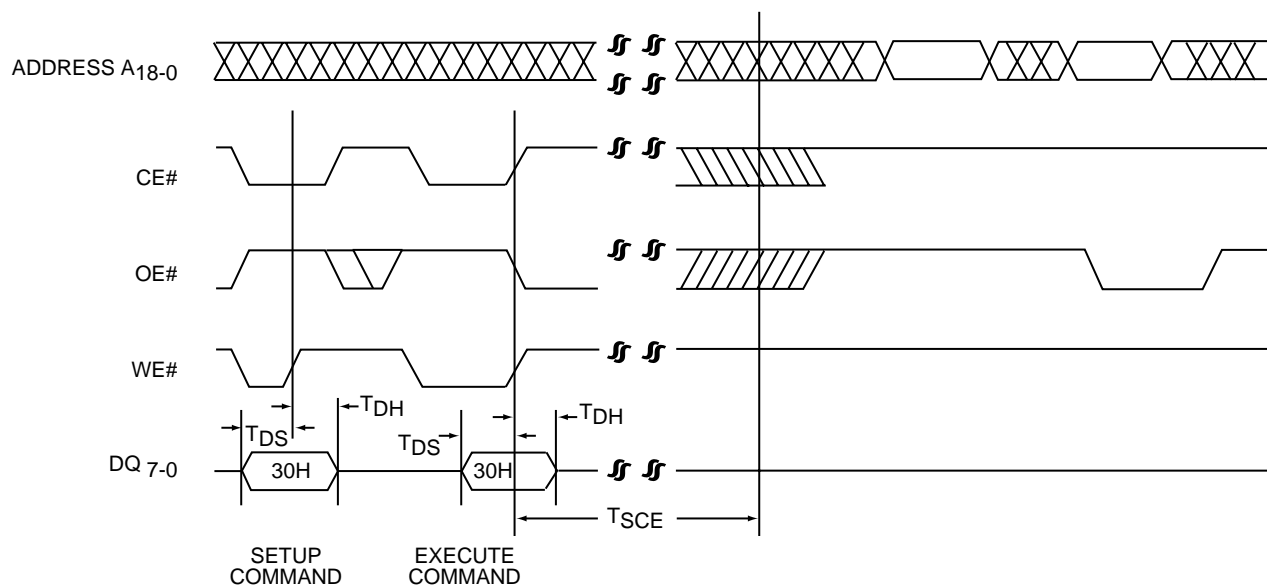 ADDRESS A18-0
CE#
OE#
WE#
TDH
TDS
TDS
TDH
DQ 7-0
30H
30H
TSCE
SETUP
COMMAND
EXECUTE
COMMAND